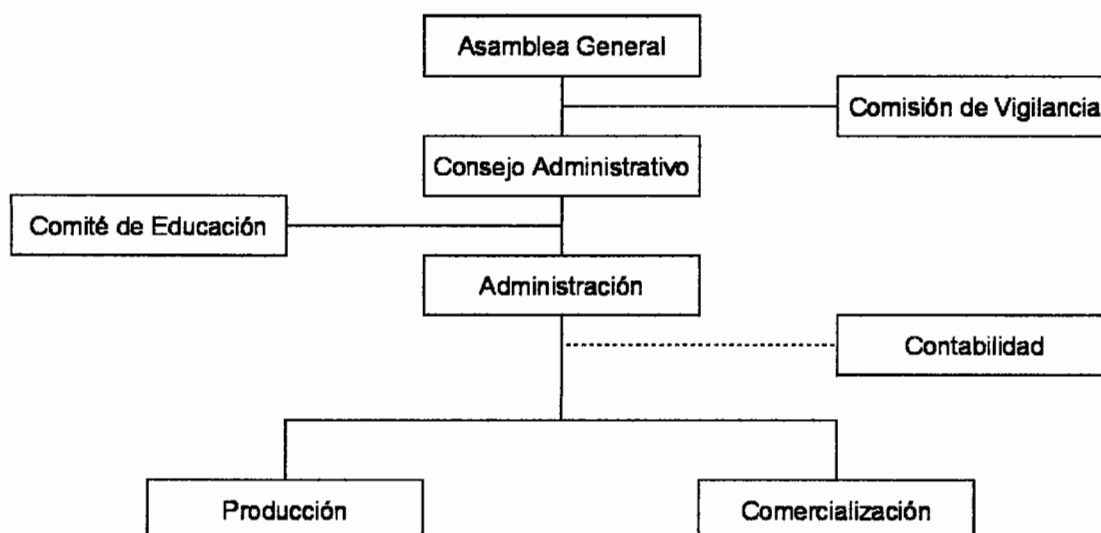 Asamblea General
Comisión de Vigilancia
Consejo Administrativo
Comité de Educación
Administración
Contabilidad
Producción
Comercialización